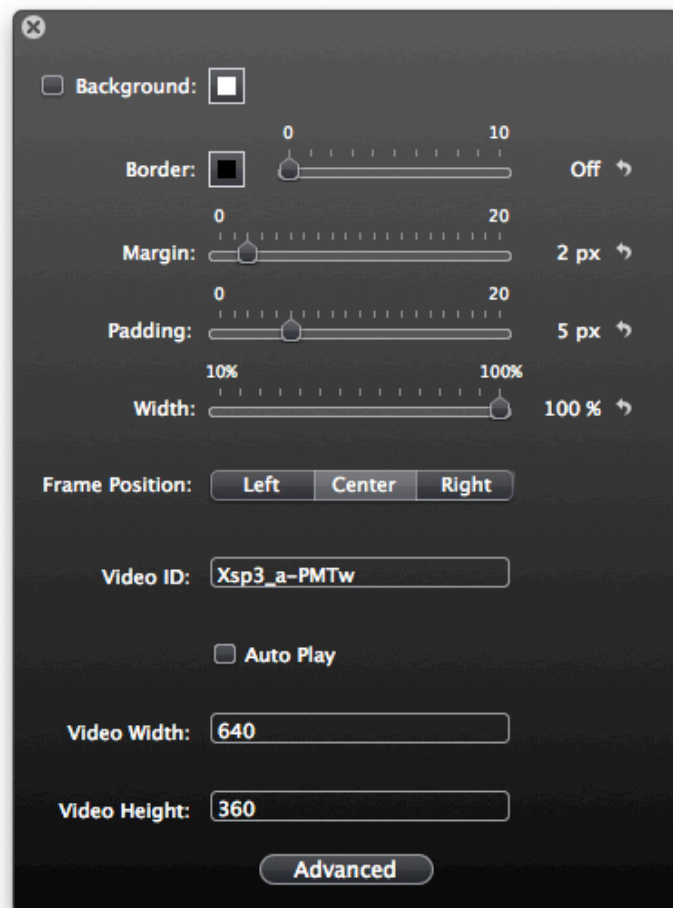 Background:
0 10
Border: Off
0 20
Margin: 2 px
0 20
Padding: 5 px
10% 100%
Width: 100 %
Frame Position: Left Center Right
Video ID: Xsp3_a-PMTw
Auto Play
Video Width: 640
Video Height: 360
Advanced